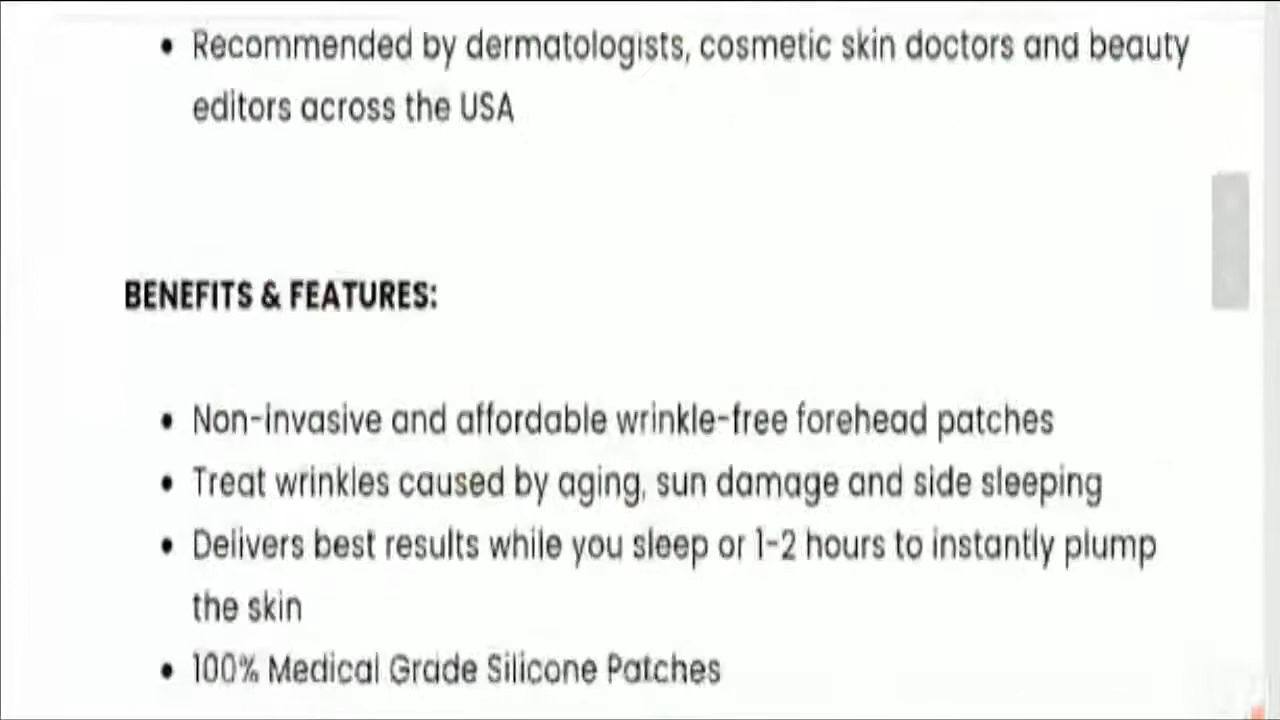 • Recommended by dermatologists, cosmetic skin doctors and beauty
editors across the USA
BENEFITS & FEATURES:
• Non-invasive and affordable wrinkle-free forehead patches
• Treat wrinkles caused by aging, sun damage and side sleeping
• Delivers best results while you sleep or 1-2 hours to instantly plump
the skin
• 100% Medical Grade Silicone Patches